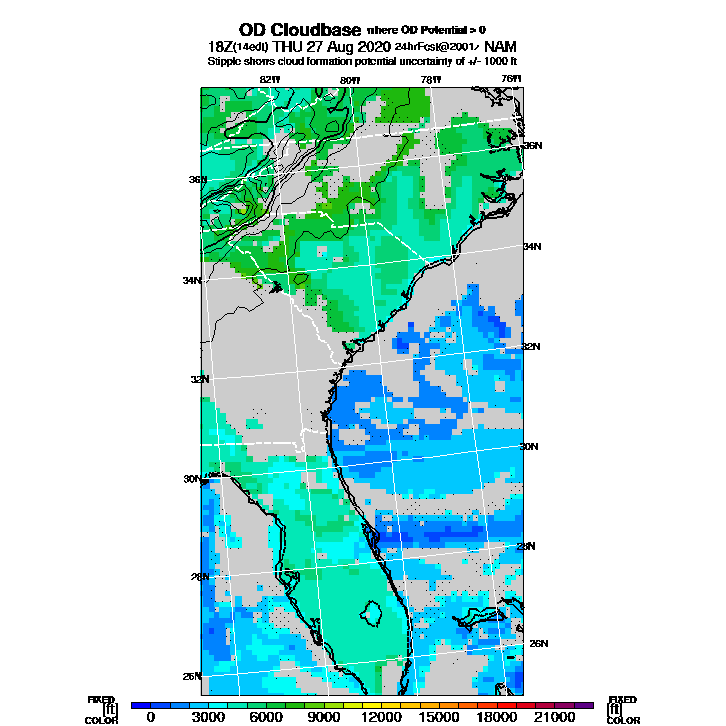 OD Cloudbase where OD Potential > 0
18Z(14edt) THU 27 Aug 2020 24hrFcst@2001z NAM
Stipple shows cloud formation potential uncertainty of +/- 1000 ft
82W 80W 78W 76W
36N
36N
34N
34N
32N
32N
30N
30N
28N
28N
26N
26N
FIXED FIXED
[ft] [ft]
COLOR COLOR
0 3000 6000 9000 12000 15000 18000 21000